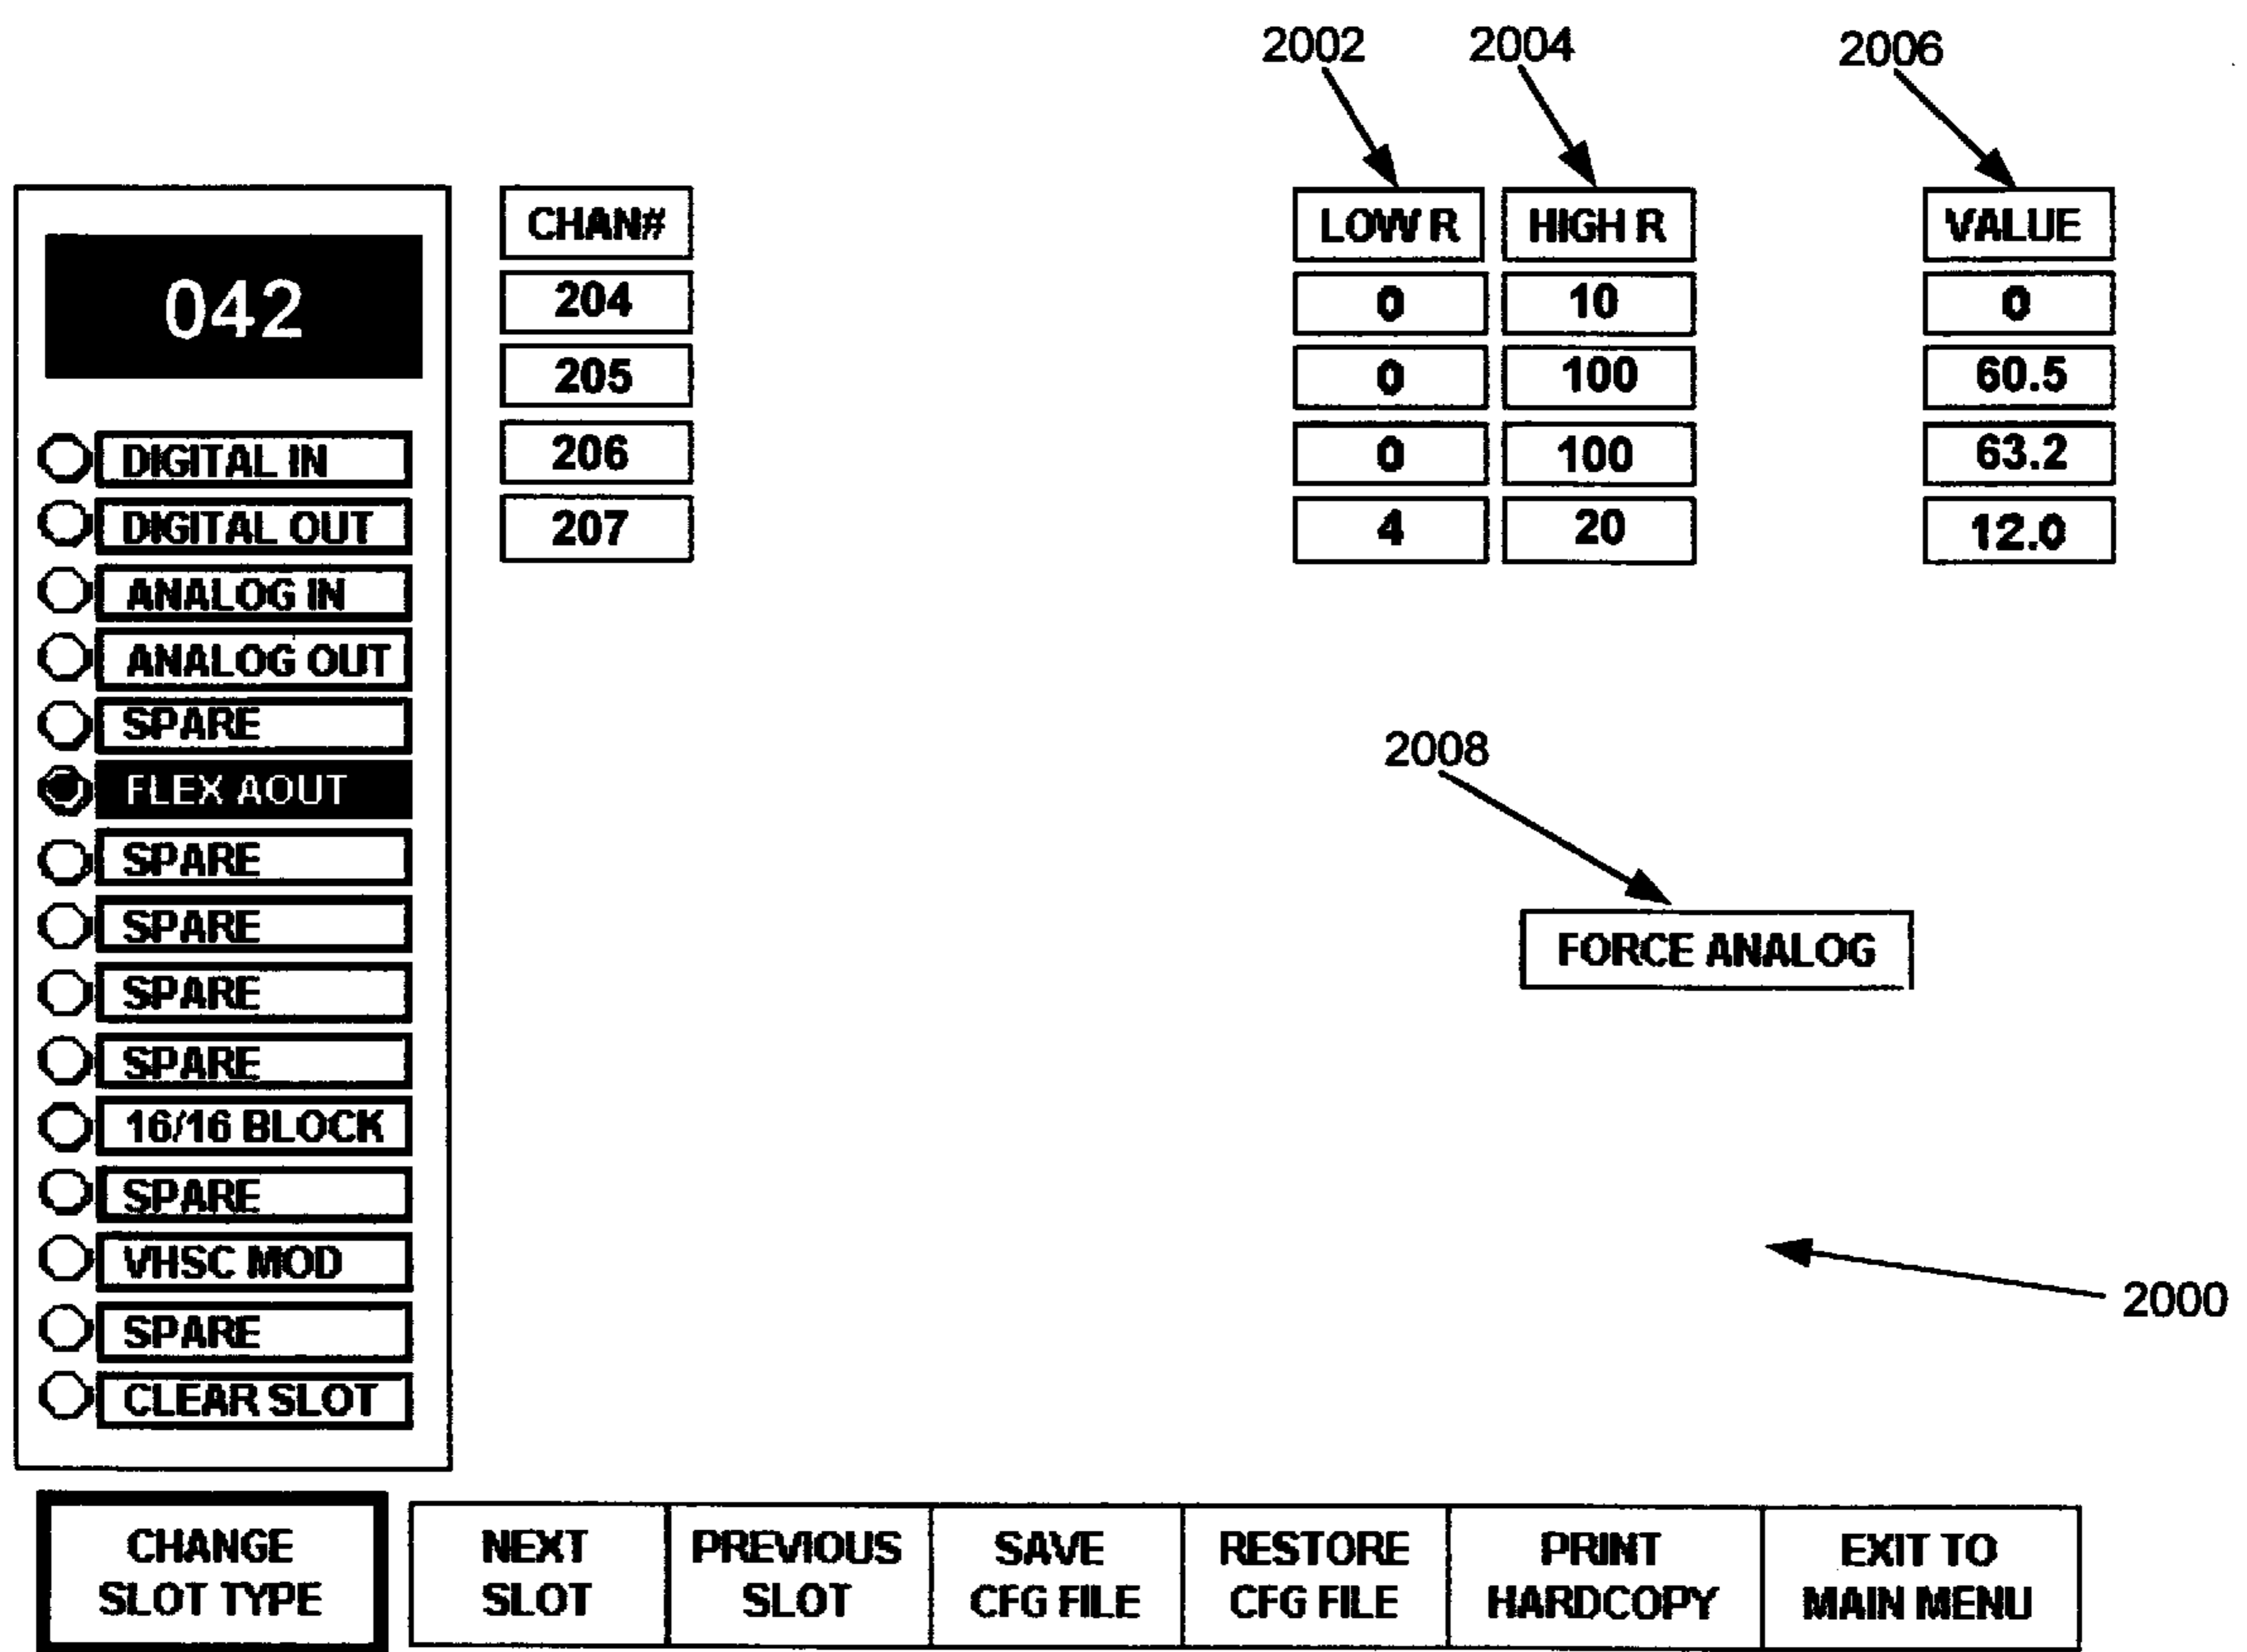 2002 2004 2006
CHAN# LOW R HIGH R VALUE
042
204 0 10 0
205 0 100 60.5
206 0 100 63.2
207 4 20 12.0
DIGITAL IN
DIGITAL OUT
ANALOG IN
ANALOG OUT
SPARE
2008
FLEX AOUT
SPARE
SPARE
FORCE ANALOG
SPARE
SPARE
16/16 BLOCK
SPARE
VHSC MOD
2000
SPARE
CLEAR SLOT
CHANGE
SLOT TYPE
NEXT
SLOT
PREVIOUS
SLOT
SAVE
CFG FILE
RESTORE
CFG FILE
PRINT
HARDCOPY
EXIT TO
MAIN MENU